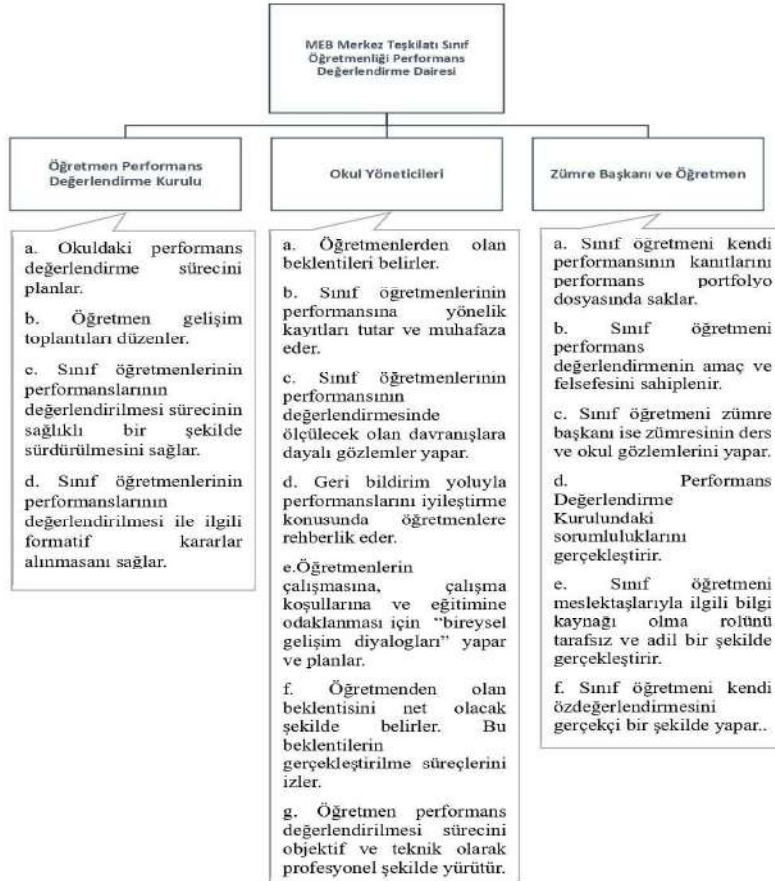 MEB Merkez Teşkilatı Sınıf
Öğretmenliği Performans
Değerlendirme Dairesi
Öğretmen Performans
Değerlendirme Kurulu
a. Okuldaki performans
değerlendirme sürecini
planlar.
b. Öğretmen gelişim
toplantıları düzenler.
c. Sınıf öğretmenlerinin
performanslarının
değerlendirilmesi sürecinin
sağlıklı bir şekilde
sürdürülmesini sağlar.
d. Sınıf öğretmenlerinin
performanslarının
değerlendirilmesi ile ilgili
formatif kararlar
alınmasanı sağlar.
Okul Yöneticileri
a. Öğretmenlerden olan
beklentileri belirler.
b. Sınıf öğretmenlerinin
performansına yönelik
kayıtları tutar ve muhafaza
eder.
c. Sınıf öğretmenlerının
performansının
değerlendirmesinde
ölçülecek olan davranışlara
dayalı gözlemler yapar.
d. Geri bildirim yoluyla
performanslarını iyileştirme
konusunda öğretmenlere
rehberlik eder.
e.Öğretmenlerin
çalışmasına, çalışma
koşullarına ve eğitimine
odaklanması için “bireysel
gelişim diyalogları” yapar
ve planlar.
f. Öğretmenden olan
beklentisini net olacak
şekilde belirler. Bu
beklentilerin
gerçekleştirilme süreçlerini
izler.
g. Öğretmen performans
değerlendirilmesi sürecini
objektif ve teknik olarak
profesyonel şekilde yürütür.
Zümre Başkanı ve Öğretmen
a. Sınıf öğretmeni kendi
performansının kanıtlarını
performans portfolyo
dosyasında saklar.
b. Sınıf öğretmeni
performans
değerlendirmenin amaç ve
felsefesini sahiplenir.
c. Sınıf öğretmeni zümre
başkanı ise zümresinin ders
ve okul gözlemlerini yapar.
d. Performans
Değerlendirme
Kurulundaki
sorumluluklarını
gerçekleştirir.
e. Sınıf öğretmeni
meslektaşlarıyla ilgili bilgi
kaynağı olma rolünü
tarafsız ve adil bir şekilde
gerçekleştirir.
f. Sınıf öğretmeni kendi
özdeğerlendirmesini
gerçekçi bir şekilde yapar..